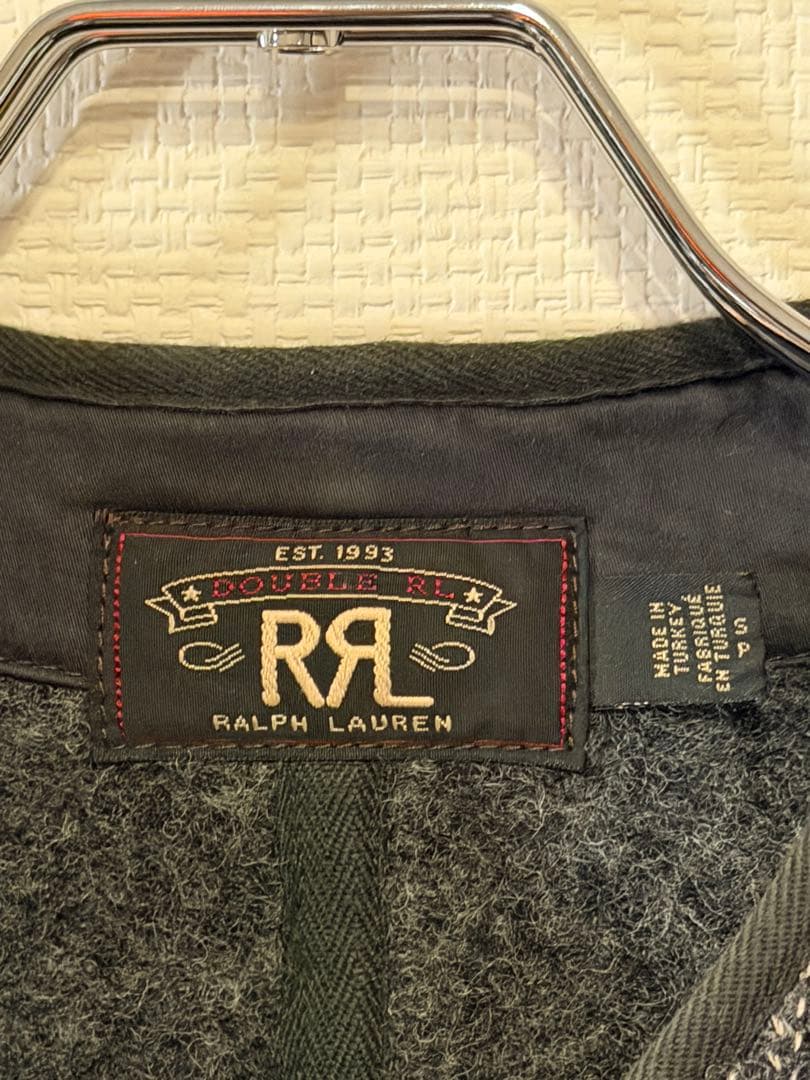 EST. 1993
DOUBLE RL
RRL
RALPH LAUREN
MADE IN
TURKEY
FABRIQUÉ
EN TURQUIE
S P